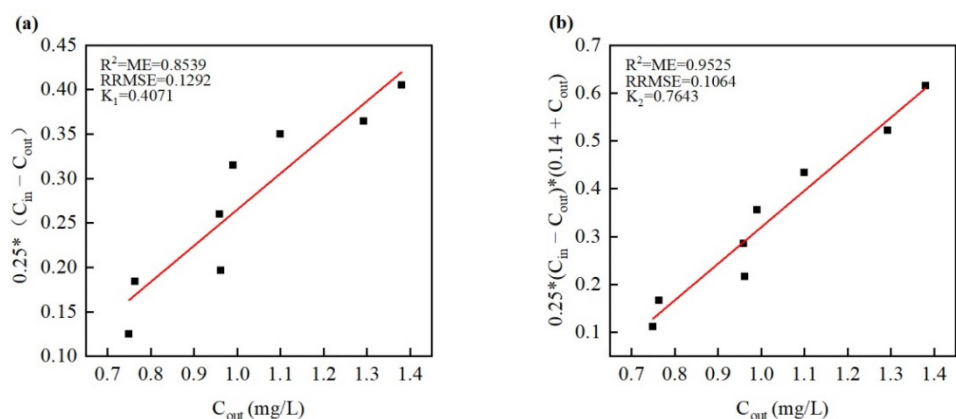 (a)
R²=ME=0.8539
RRMSE=0.1292
K₁=0.4071
0.25*（C_in − C_out）
0.45
0.40
0.35
0.30
0.25
0.20
0.15
0.10
0.7 0.8 0.9 1.0 1.1 1.2 1.3 1.4
C_out (mg/L)
(b)
R²=ME=0.9525
RRMSE=0.1064
K₂=0.7643
0.25*(C_in − C_out)*(0.14 + C_out)
0.7
0.6
0.5
0.4
0.3
0.2
0.1
0.7 0.8 0.9 1.0 1.1 1.2 1.3 1.4
C_out (mg/L)